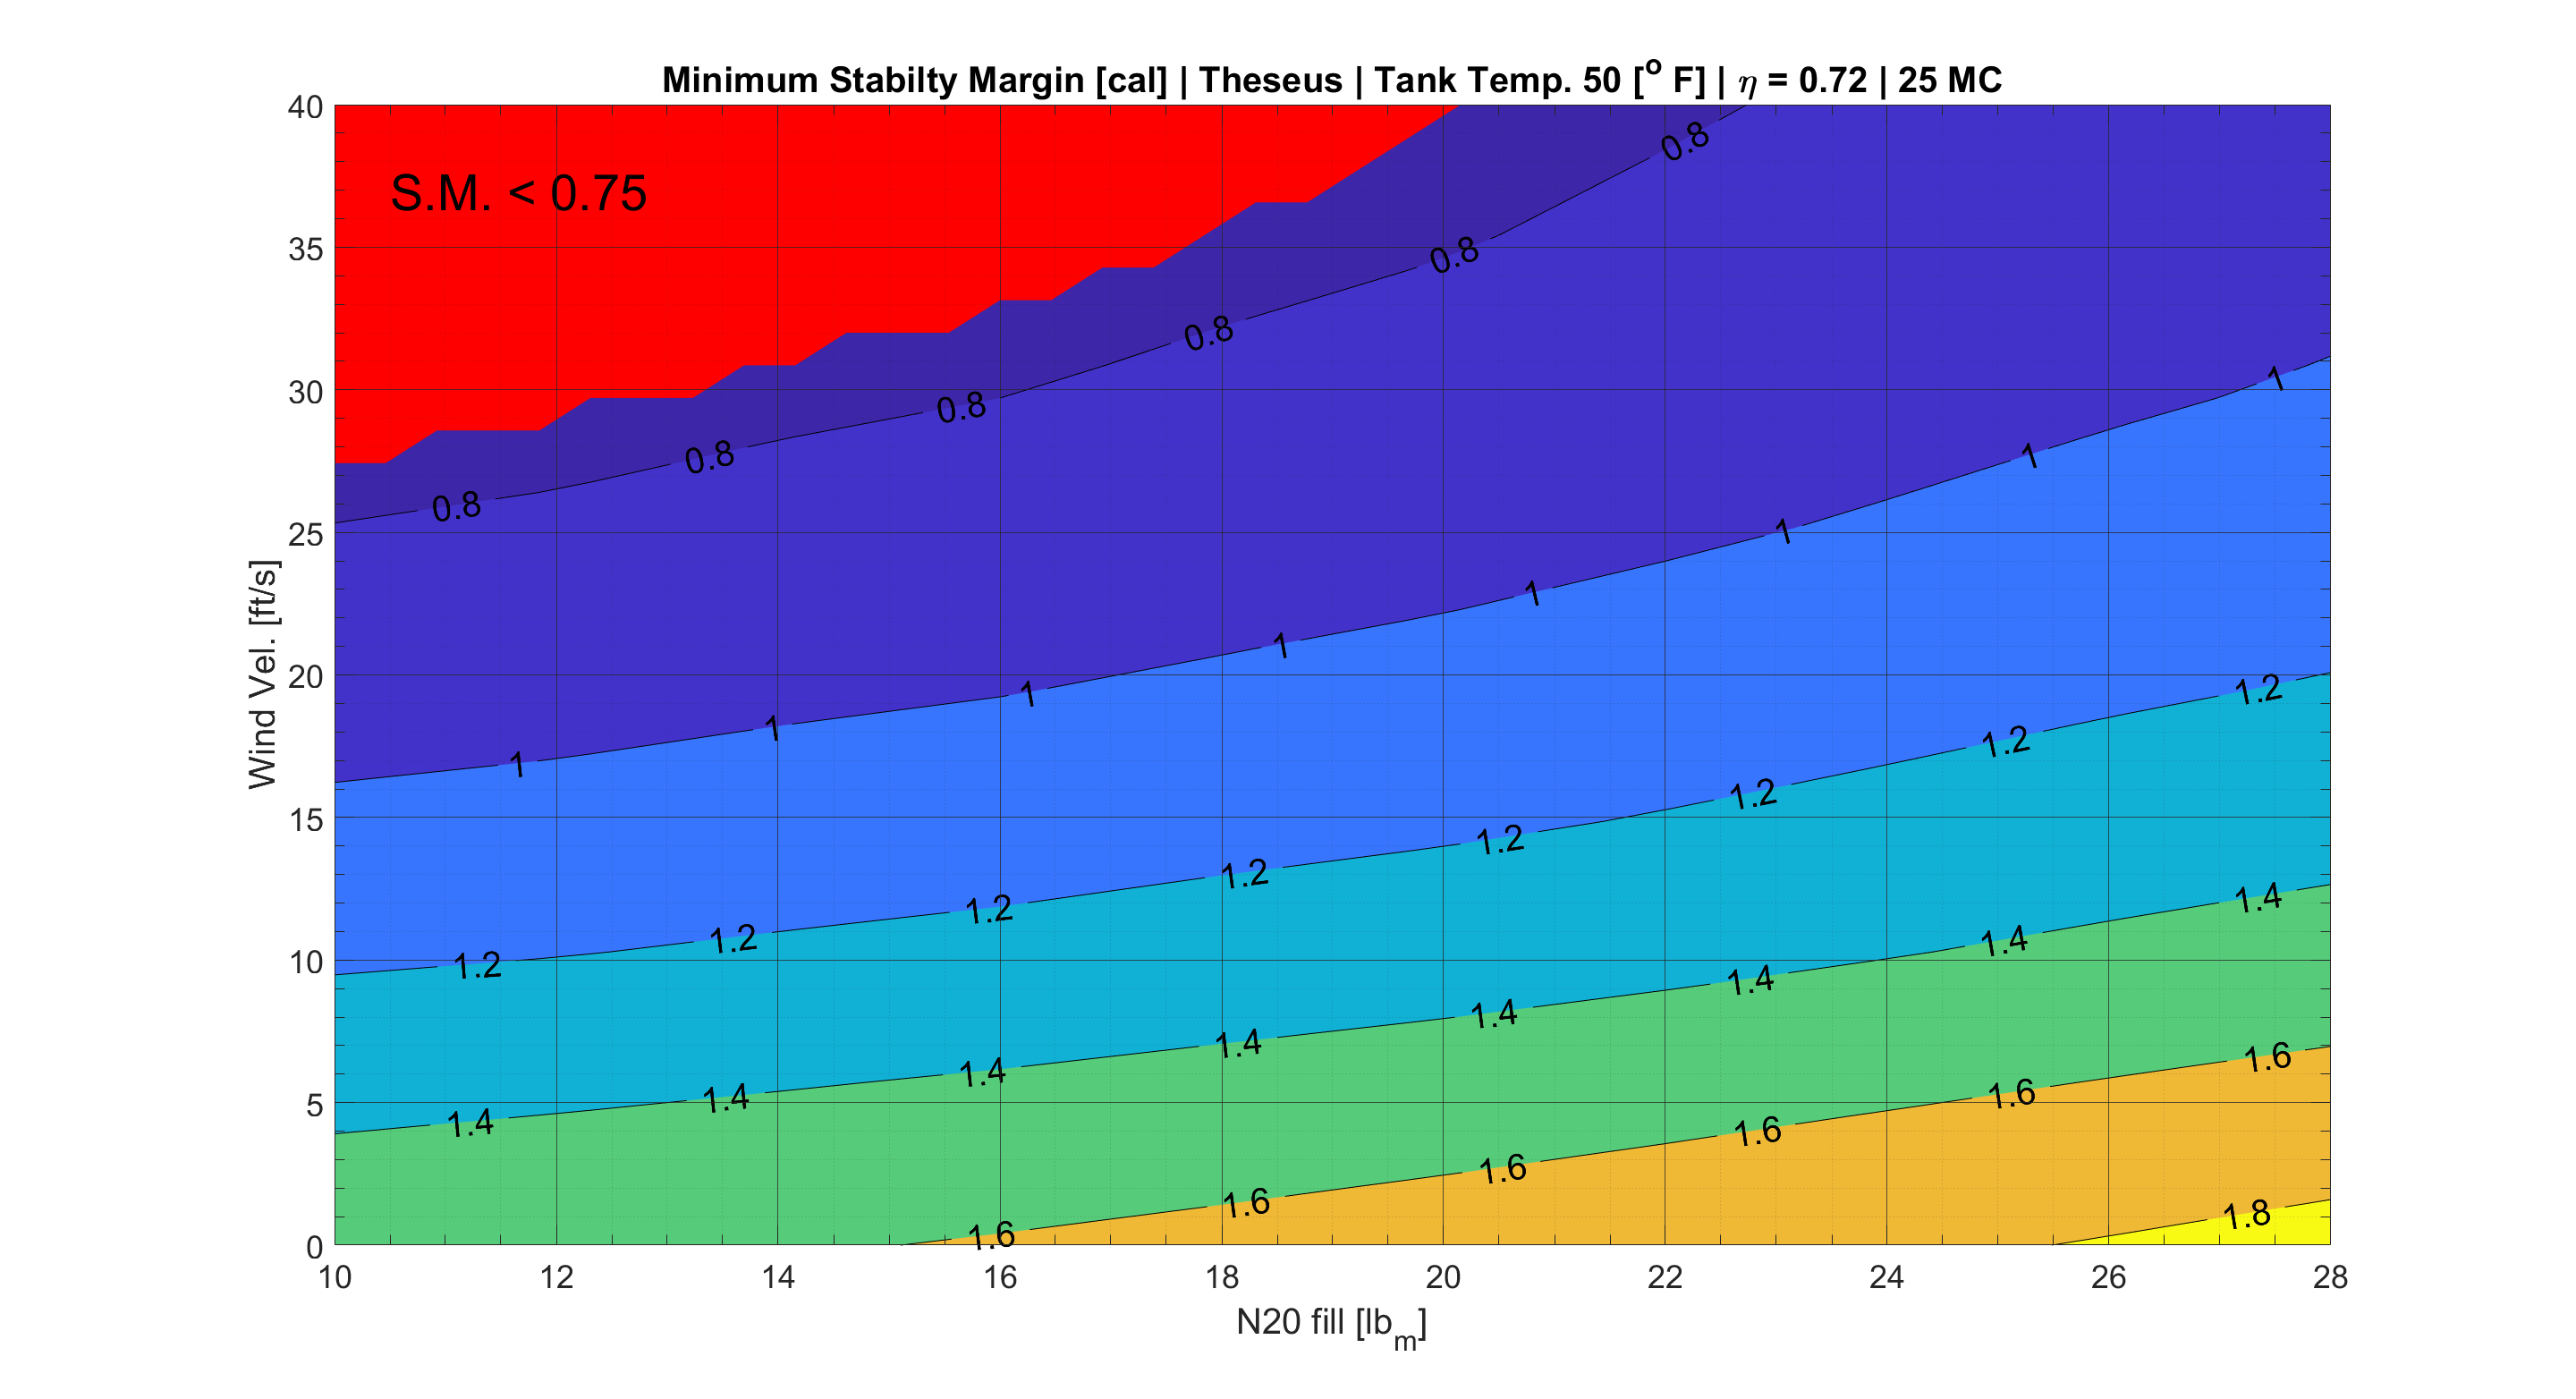 Minimum Stabilty Margin [cal] | Theseus | Tank Temp. 50 [o F] | η = 0.72 | 25 MC
S.M. < 0.75
Wind Vel. [ft/s]
40
35
30
25
20
15
10
5
0
0.8 0.8 0.8 0.8 0.8 0.8
1 1 1 1 1 1 1 1
1.2 1.2 1.2 1.2 1.2 1.2 1.2 1.2
1.4 1.4 1.4 1.4 1.4 1.4 1.4 1.4
1.6 1.6 1.6 1.6 1.6 1.6
1.8
10 12 14 16 18 20 22 24 26 28
N20 fill [lbm]